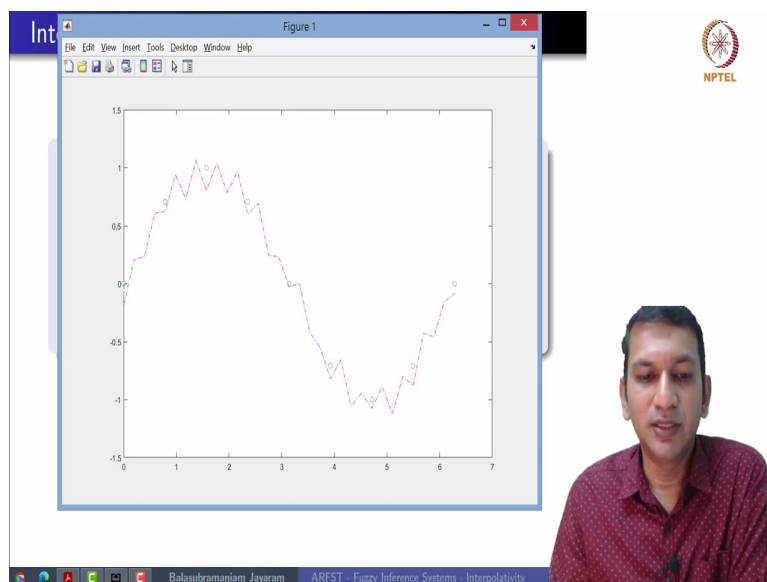 Int
Figure 1
File Edit View Insert Tools Desktop Window Help
NPTEL
1.5
1
0.5
0
-0.5
-1
-1.5
0 1 2 3 4 5 6 7
Balasubramaniam Jayaram ARFST - Fuzzy Inference Systems - Interpolativity